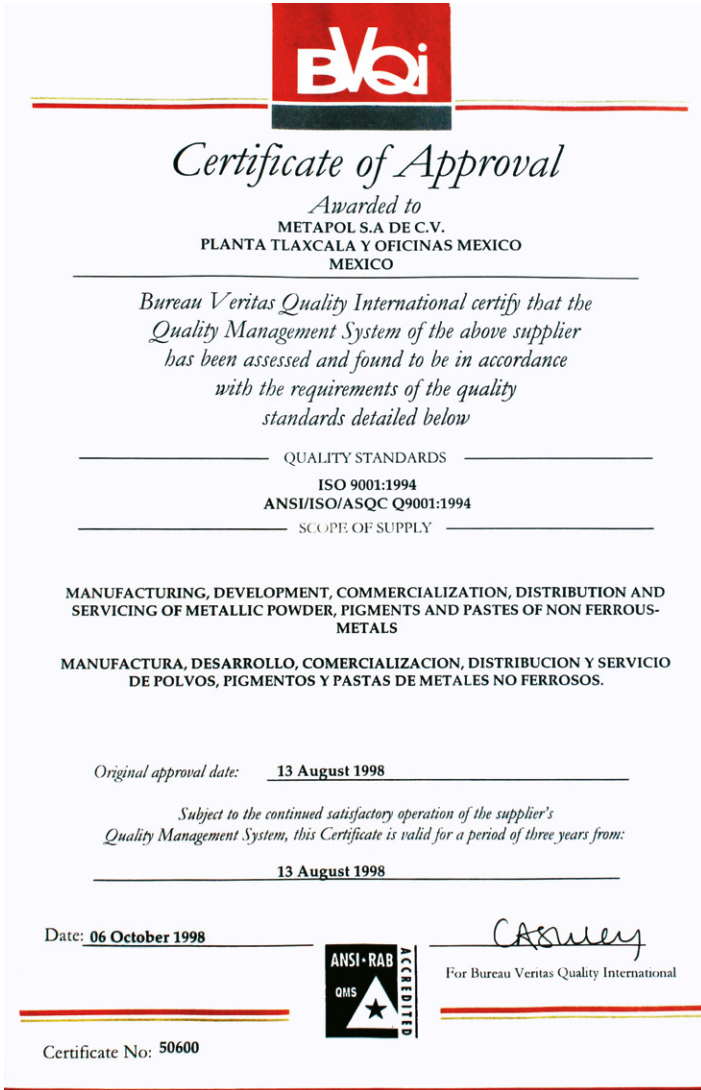 BVQi
Certificate of Approval
Awarded to
METAPOL S.A DE C.V.
PLANTA TLAXCALA Y OFICINAS MEXICO
MEXICO
Bureau Veritas Quality International certify that the
Quality Management System of the above supplier
has been assessed and found to be in accordance
with the requirements of the quality
standards detailed below
QUALITY STANDARDS
ISO 9001:1994
ANSI/ISO/ASQC Q9001:1994
SCOPE OF SUPPLY
MANUFACTURING, DEVELOPMENT, COMMERCIALIZATION, DISTRIBUTION AND
SERVICING OF METALLIC POWDER, PIGMENTS AND PASTES OF NON FERROUS-
METALS
MANUFACTURA, DESARROLLO, COMERCIALIZACION, DISTRIBUCION Y SERVICIO
DE POLVOS, PIGMENTOS Y PASTAS DE METALES NO FERROSOS.
Original approval date: 13 August 1998
Subject to the continued satisfactory operation of the supplier's
Quality Management System, this Certificate is valid for a period of three years from:
13 August 1998
Date: 06 October 1998
ANSI·RAB
QMS
ACCREDITED
For Bureau Veritas Quality International
Certificate No: 50600